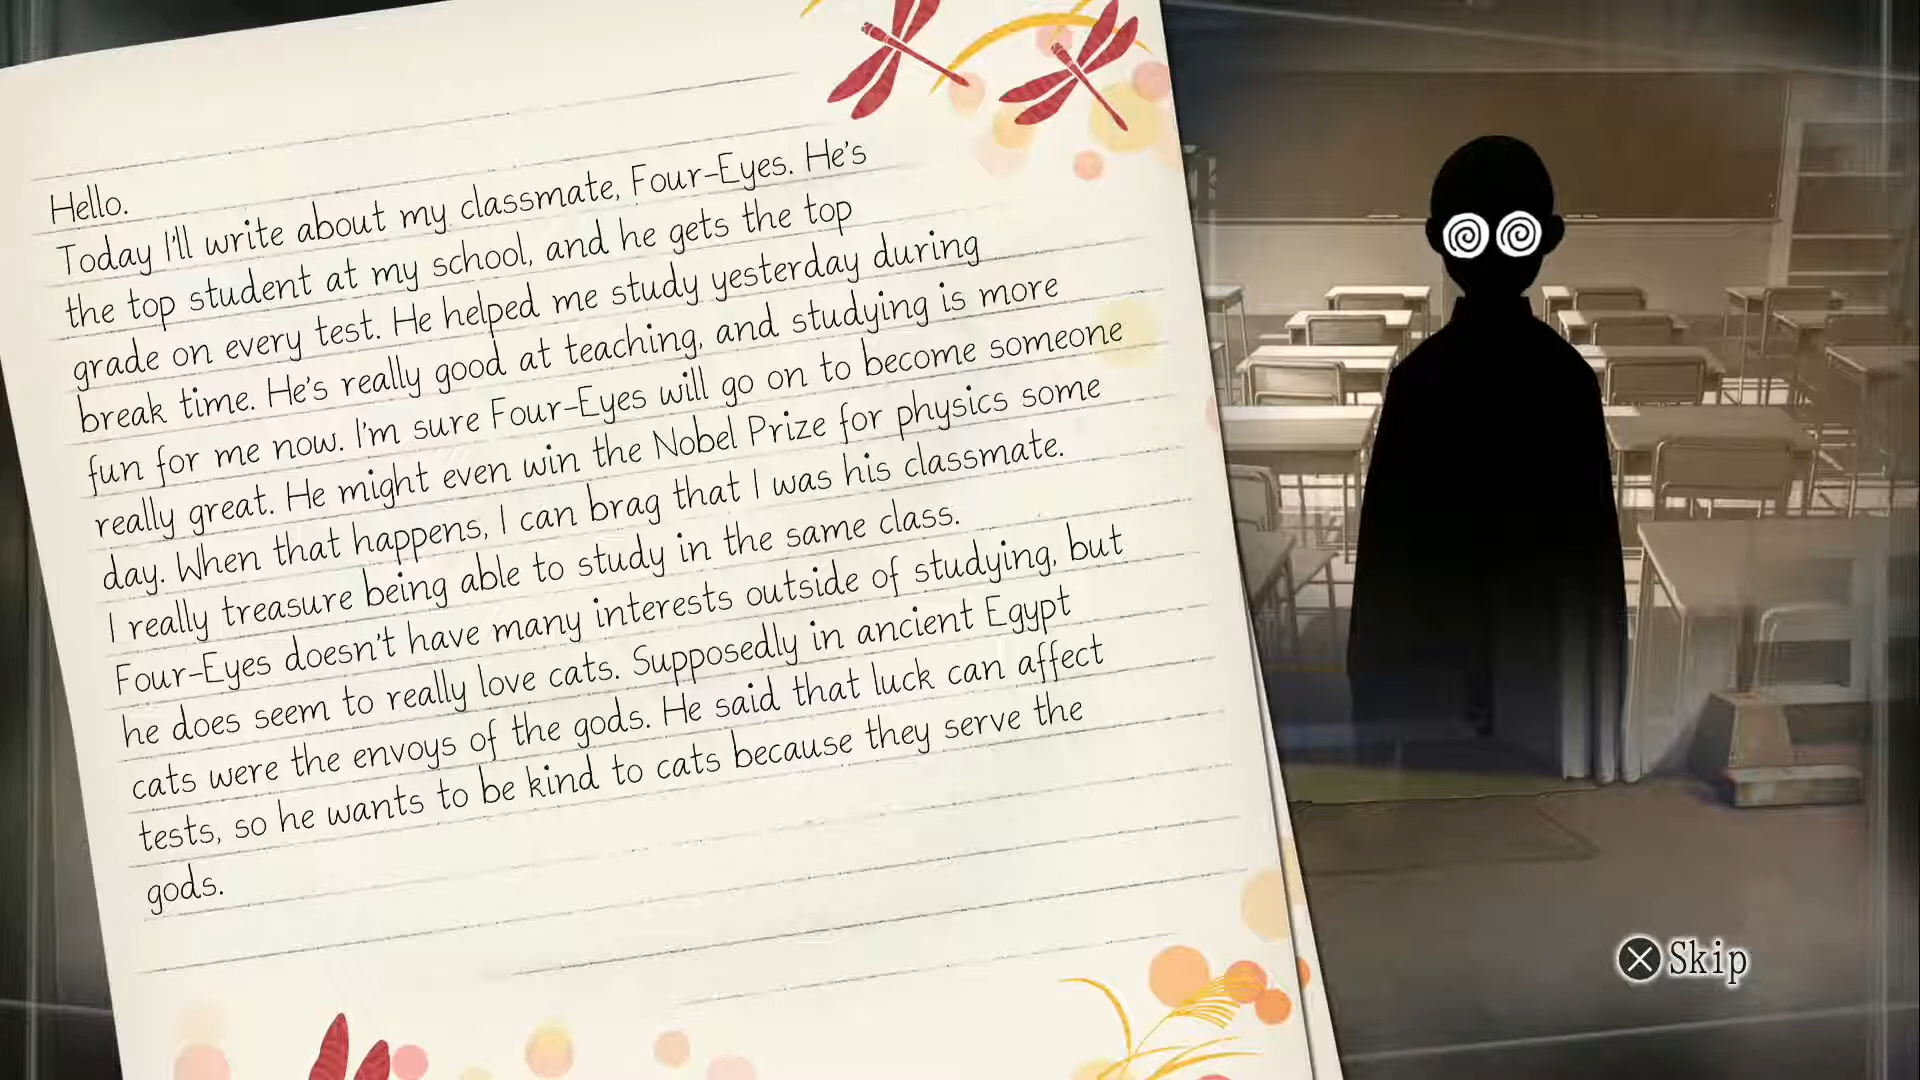 Hello.
Today I'll write about my classmate, Four-Eyes. He's
the top student at my school, and he gets the top
grade on every test. He helped me study yesterday during
break time. He's really good at teaching, and studying is more
fun for me now. I'm sure Four-Eyes will go on to become someone
really great. He might even win the Nobel Prize for physics some
day. When that happens, I can brag that I was his classmate.
I really treasure being able to study in the same class.
Four-Eyes doesn't have many interests outside of studying, but
he does seem to really love cats. Supposedly in ancient Egypt
cats were the envoys of the gods. He said that luck can affect
tests, so he wants to be kind to cats because they serve the
gods.
Skip